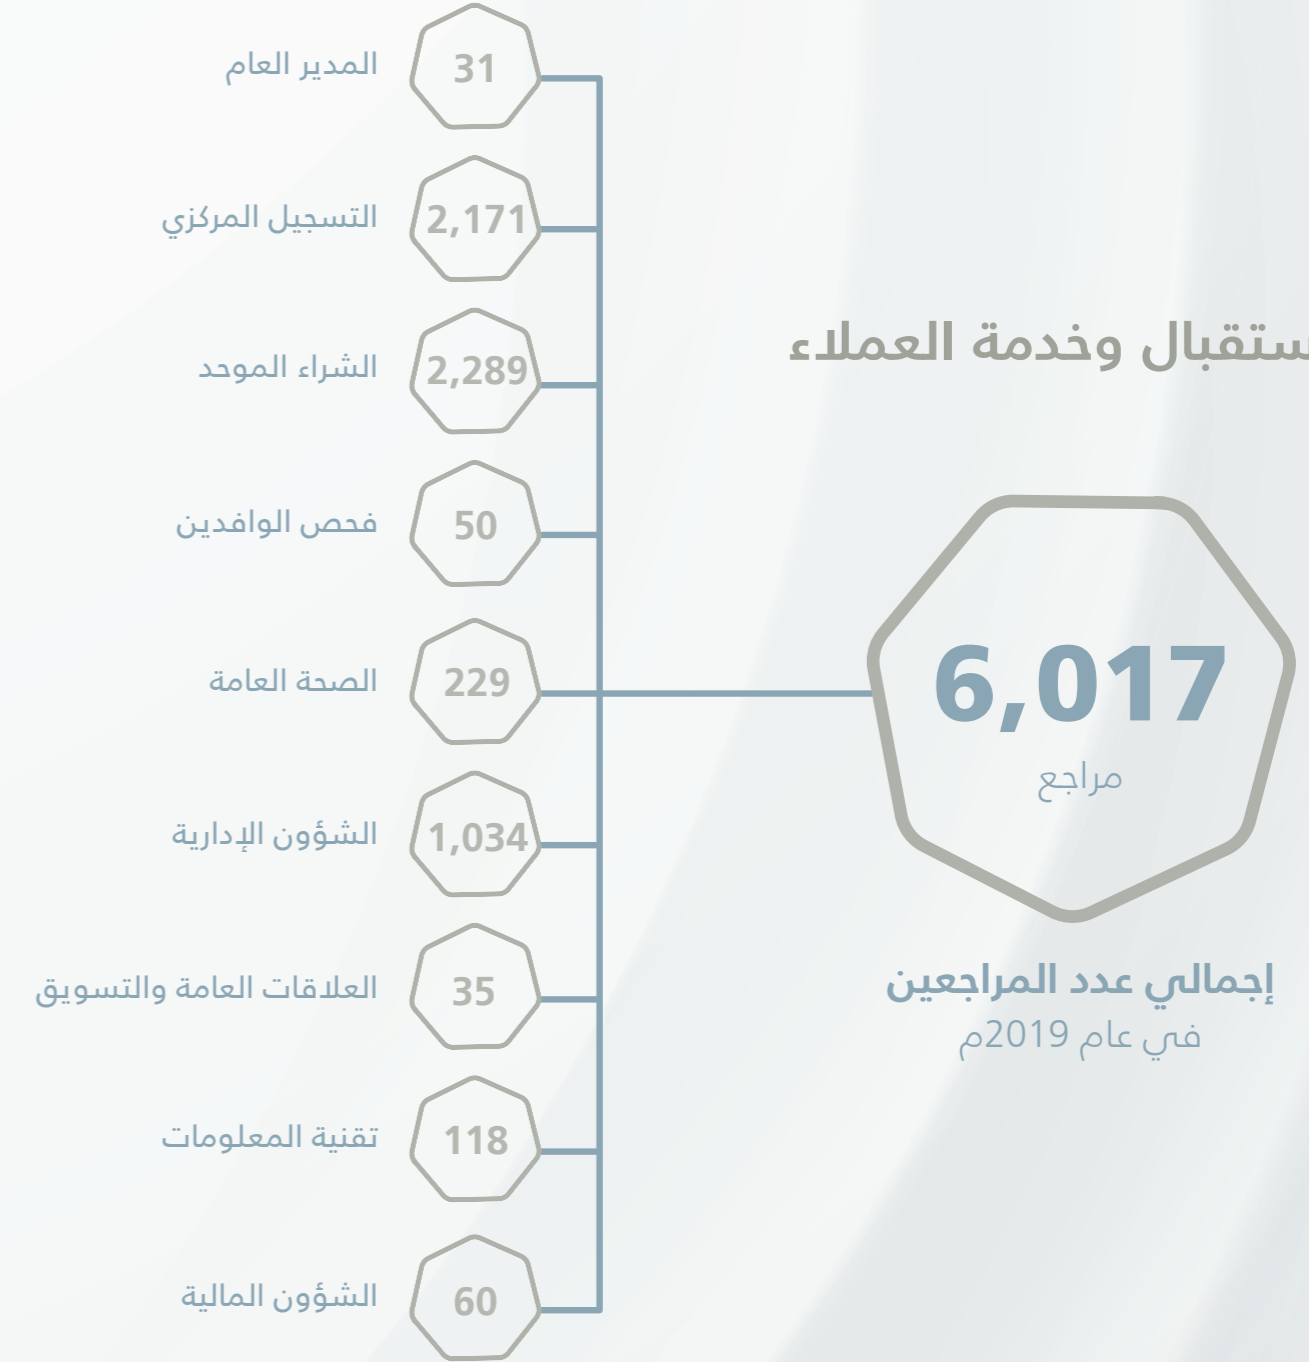 وخدمة العملاء
6,017
مراجع
إجمالي عدد المراجعين
في عام 2019م
31
المدير العام
2,171
التسجيل المركزي
2,289
الشراء الموحد
50
فحص الوافدين
229
الصحة العامة
1,034
الشؤون الإدارية
35
العلاقات العامة والتسويق
118
تقنية المعلومات
60
الشؤون المالية